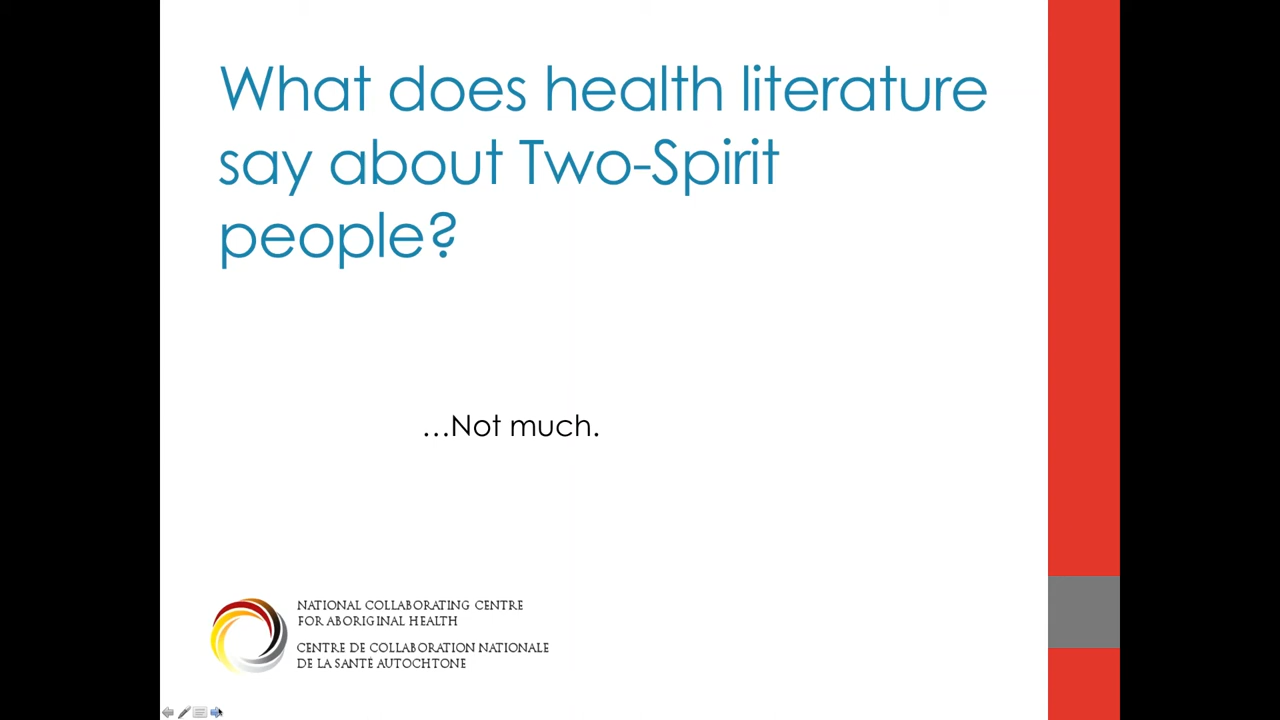 What does health literature
say about Two-Spirit
people?
…Not much.
NATIONAL COLLABORATING CENTRE
FOR ABORIGINAL HEALTH
CENTRE DE COLLABORATION NATIONALE
DE LA SANTÉ AUTOCHTONE